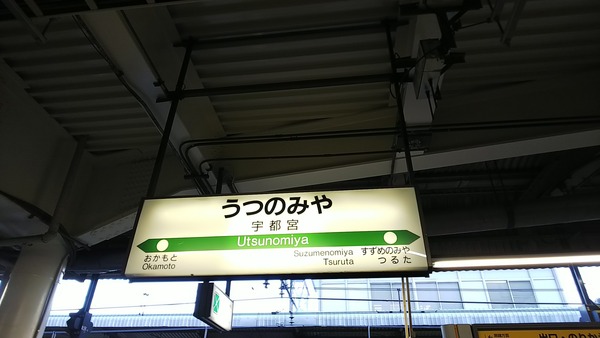 うつのみや
宇都宮
Utsunomiya
おかもと
Okamoto
Suzumenomiya すずめのみや
Tsuruta つるた